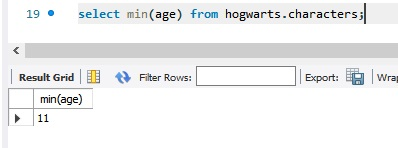 19 select min(age) from hogwarts.characters;
Result Grid Filter Rows: Export: Wrap
min(age)
11